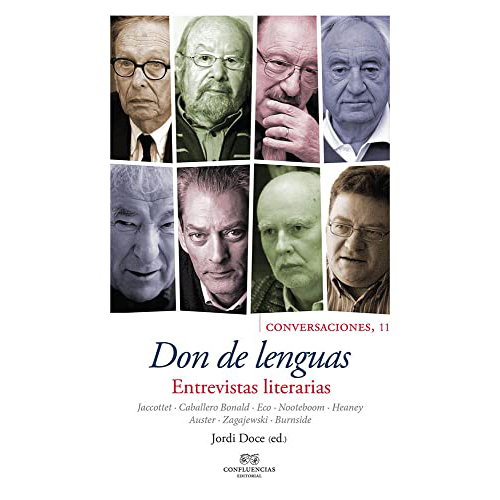 CONVERSACIONES, 11
Don de lenguas
Entrevistas literarias
Jaccottet · Caballero Bonald · Eco · Nooteboom · Heaney
Auster · Zagajewski · Burnside
Jordi Doce (ed.)
CONFLUENCIAS
EDITORIAL